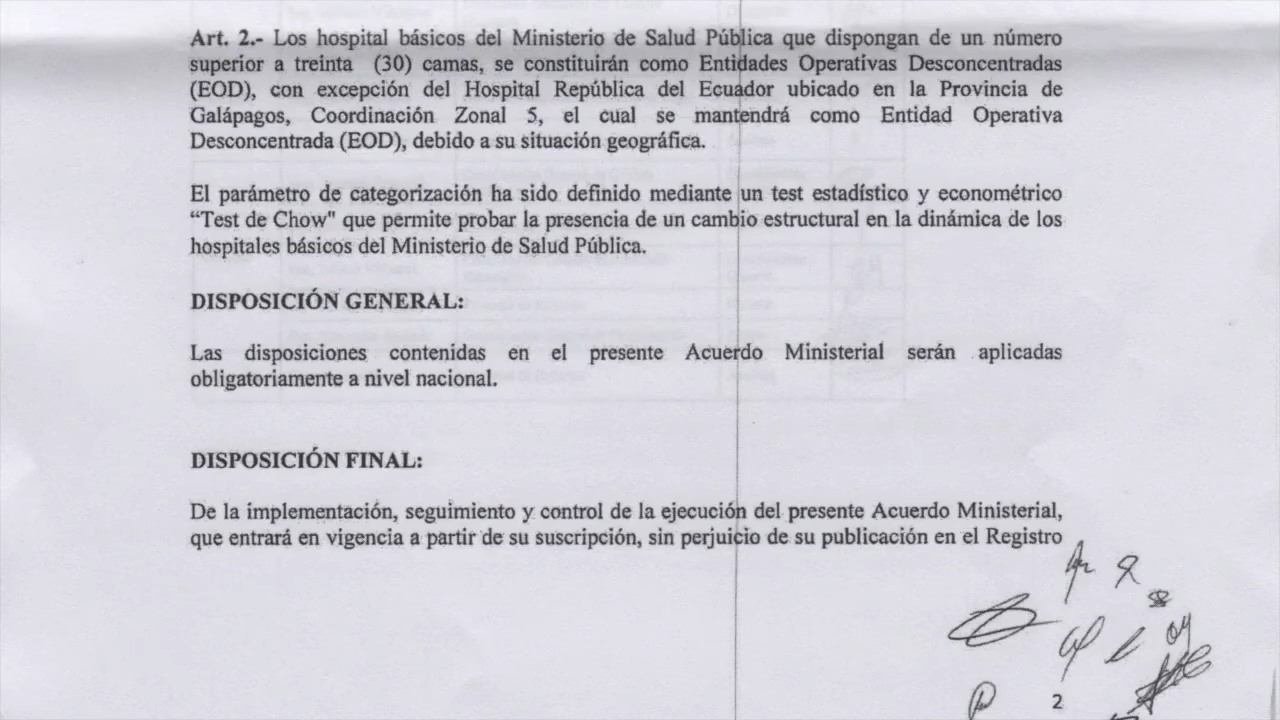 Art. 2.- Los hospital básicos del Ministerio de Salud Pública que dispongan de un número
superior a treinta (30) camas, se constituirán como Entidades Operativas Desconcentradas
(EOD), con excepción del Hospital República del Ecuador ubicado en la Provincia de
Galápagos, Coordinación Zonal 5, el cual se mantendrá como Entidad Operativa
Desconcentrada (EOD), debido a su situación geográfica.
El parámetro de categorización ha sido definido mediante un test estadístico y econométrico
“Test de Chow" que permite probar la presencia de un cambio estructural en la dinámica de los
hospitales básicos del Ministerio de Salud Pública.
DISPOSICIÓN GENERAL:
Las disposiciones contenidas en el presente Acuerdo Ministerial serán aplicadas
obligatoriamente a nivel nacional.
DISPOSICIÓN FINAL:
De la implementación, seguimiento y control de la ejecución del presente Acuerdo Ministerial,
que entrará en vigencia a partir de su suscripción, sin perjuicio de su publicación en el Registro
2